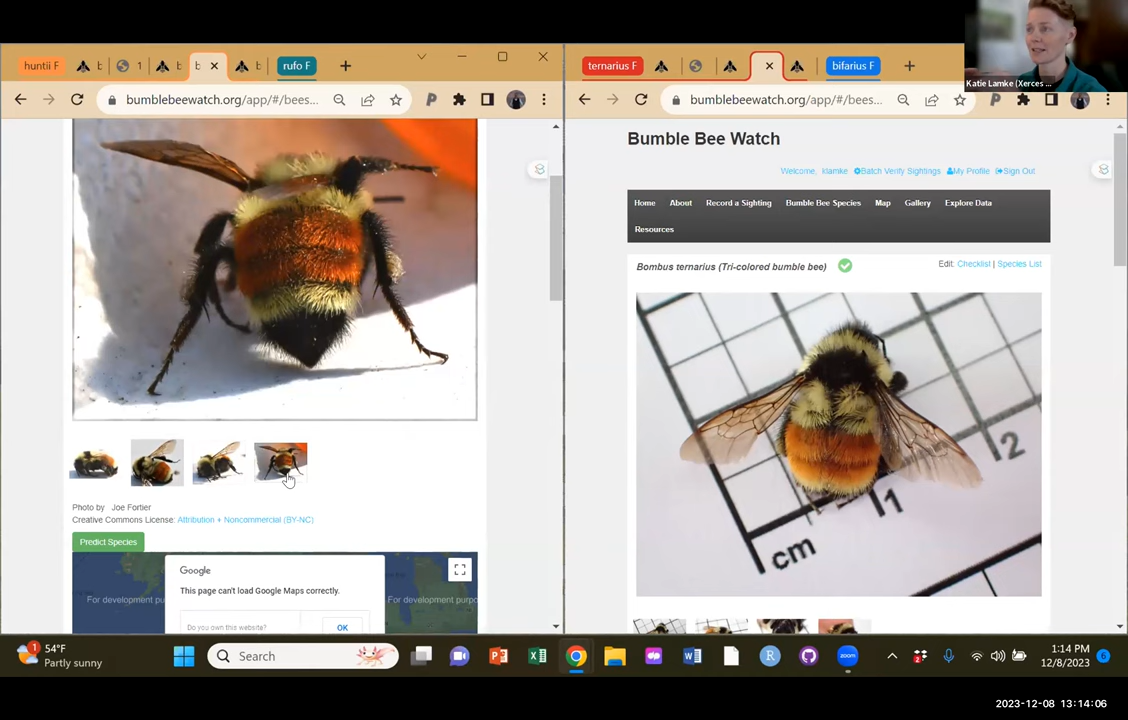 Katie Lamke (Xerces ...
huntii F
b
1
b
b
b
rufo F
bumblebeewatch.org/app/#/bees...
Photo by Joe Fortier
Creative Commons License: Attribution + Noncommercial (BY-NC)
Predict Species
Google
This page can't load Google Maps correctly.
For development pu
For development purpo
Do you own this website?
OK
ternarius F
bifarius F
bumblebeewatch.org/app/#/bees...
Bumble Bee Watch
Welcome, klamke Batch Verify Sightings My Profile Sign Out
Home About Record a Sighting Bumble Bee Species Map Gallery Explore Data
Resources
Bombus ternarius (Tri-colored bumble bee)
Edit: Checklist | Species List
2
1
cm
1
54°F
Partly sunny
Search
zoom
1:14 PM
12/8/2023
6
2023-12-08 13:14:06